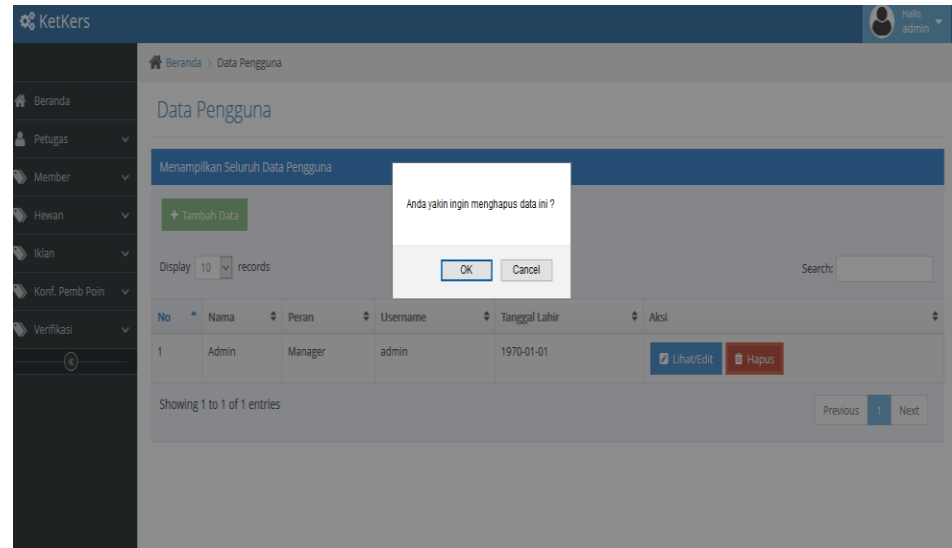 KetKers
Hallo,
admin
Beranda > Data Pengguna
Beranda
Petugas
Member
Hewan
Iklan
Konf. Pemb Poin
Verifikasi
Data Pengguna
Menampilkan Seluruh Data Pengguna
+ Tambah Data
Anda yakin ingin menghapus data ini ?
OK Cancel
Display 10 records
Search:
No Nama Peran Username Tanggal Lahir Aksi
1 Admin Manager admin 1970-01-01 Lihat/Edit Hapus
Showing 1 to 1 of 1 entries
Previous 1 Next